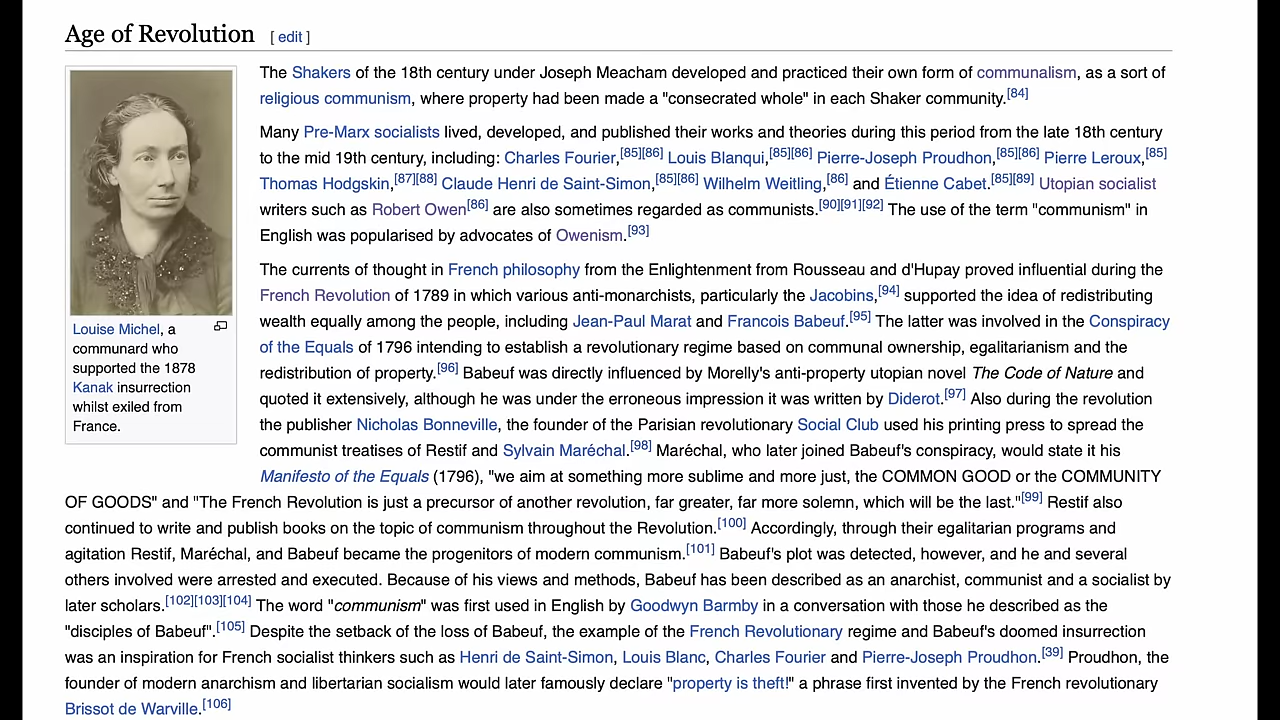 Age of Revolution [ edit ]
The Shakers of the 18th century under Joseph Meacham developed and practiced their own form of communalism, as a sort of
religious communism, where property had been made a "consecrated whole" in each Shaker community.[84]
Many Pre-Marx socialists lived, developed, and published their works and theories during this period from the late 18th century
to the mid 19th century, including: Charles Fourier,[85][86] Louis Blanqui,[85][86] Pierre-Joseph Proudhon,[85][86] Pierre Leroux,[85]
Thomas Hodgskin,[87][88] Claude Henri de Saint-Simon,[85][86] Wilhelm Weitling,[86] and Étienne Cabet.[85][89] Utopian socialist
writers such as Robert Owen[86] are also sometimes regarded as communists.[90][91][92] The use of the term "communism" in
English was popularised by advocates of Owenism.[93]
The currents of thought in French philosophy from the Enlightenment from Rousseau and d'Hupay proved influential during the
French Revolution of 1789 in which various anti-monarchists, particularly the Jacobins,[94] supported the idea of redistributing
wealth equally among the people, including Jean-Paul Marat and Francois Babeuf.[95] The latter was involved in the Conspiracy
of the Equals of 1796 intending to establish a revolutionary regime based on communal ownership, egalitarianism and the
redistribution of property.[96] Babeuf was directly influenced by Morelly's anti-property utopian novel The Code of Nature and
quoted it extensively, although he was under the erroneous impression it was written by Diderot.[97] Also during the revolution
the publisher Nicholas Bonneville, the founder of the Parisian revolutionary Social Club used his printing press to spread the
communist treatises of Restif and Sylvain Maréchal.[98] Maréchal, who later joined Babeuf's conspiracy, would state it his
Manifesto of the Equals (1796), "we aim at something more sublime and more just, the COMMON GOOD or the COMMUNITY
OF GOODS" and "The French Revolution is just a precursor of another revolution, far greater, far more solemn, which will be the last."[99] Restif also
continued to write and publish books on the topic of communism throughout the Revolution.[100] Accordingly, through their egalitarian programs and
agitation Restif, Maréchal, and Babeuf became the progenitors of modern communism.[101] Babeuf's plot was detected, however, and he and several
others involved were arrested and executed. Because of his views and methods, Babeuf has been described as an anarchist, communist and a socialist by
later scholars.[102][103][104] The word "communism" was first used in English by Goodwyn Barmby in a conversation with those he described as the
"disciples of Babeuf".[105] Despite the setback of the loss of Babeuf, the example of the French Revolutionary regime and Babeuf's doomed insurrection
was an inspiration for French socialist thinkers such as Henri de Saint-Simon, Louis Blanc, Charles Fourier and Pierre-Joseph Proudhon.[39] Proudhon, the
founder of modern anarchism and libertarian socialism would later famously declare "property is theft!" a phrase first invented by the French revolutionary
Brissot de Warville.[106]
Louise Michel, a
communard who
supported the 1878
Kanak insurrection
whilst exiled from
France.